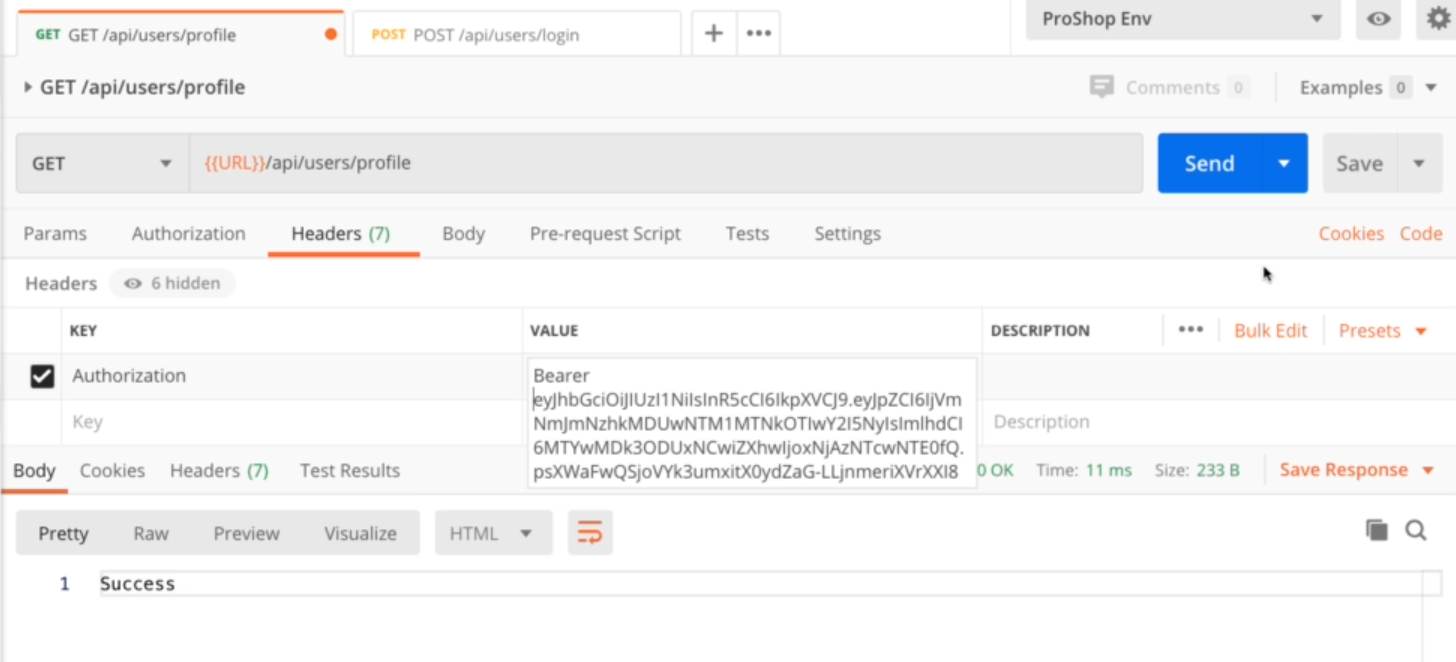 GET GET /api/users/profile
POST POST /api/users/login
+ •••
ProShop Env
GET /api/users/profile
Comments 0
Examples 0
GET
{{URL}}/api/users/profile
Send
Save
Params Authorization Headers (7) Body Pre-request Script Tests Settings
Cookies Code
Headers 6 hidden
KEY VALUE DESCRIPTION ••• Bulk Edit Presets
Authorization
Bearer
eyJhbGciOiJIUzI1NiIsInR5cCI6IkpXVCJ9.eyJpZCI6IjVm
NmJmNzhkMDUwNTM1MTNkOTIwY2I5NyIsImlhdCI
6MTYwMDk3ODUxNCwiZXhwIjoxNjAzNTcwNTE0fQ.
psXWaFwQSjoVYk3umxitX0ydZaG-LLjnmeriXVrXXI8
Key
Description
Body Cookies Headers (7) Test Results
0 OK Time: 11 ms Size: 233 B Save Response
Pretty Raw Preview Visualize HTML
1 Success